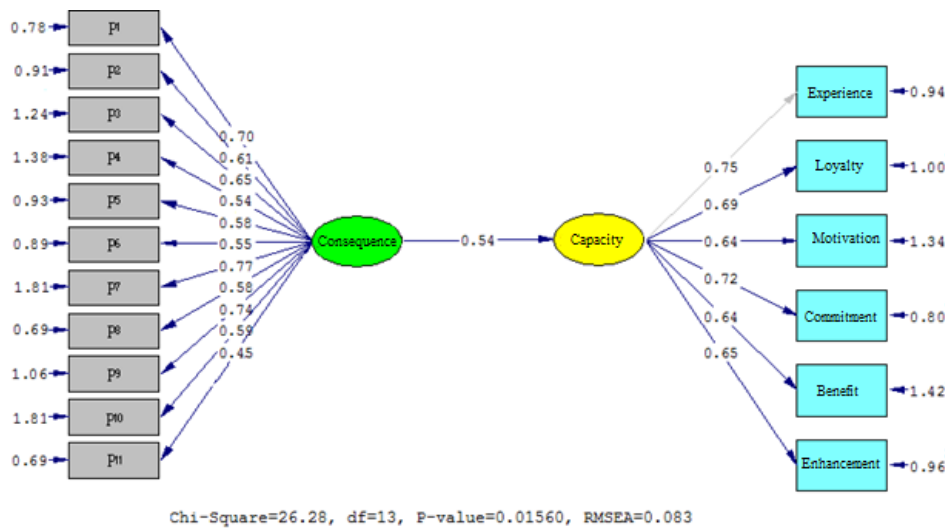 0.78 P1
0.91 P2
1.24 P3
1.38 P4
0.93 P5
0.89 P6
1.81 P7
0.69 P8
1.06 P9
1.81 P10
0.69 P11
0.70
0.61
0.65
0.54
0.58
0.55
0.77
0.58
0.74
0.59
0.45
Consequence
0.54
Capacity
0.75
0.69
0.64
0.72
0.64
0.65
Experience 0.94
Loyalty 1.00
Motivation 1.34
Commitment 0.80
Benefit 1.42
Enhancement 0.96
Chi-Square=26.28, df=13, P-value=0.01560, RMSEA=0.083